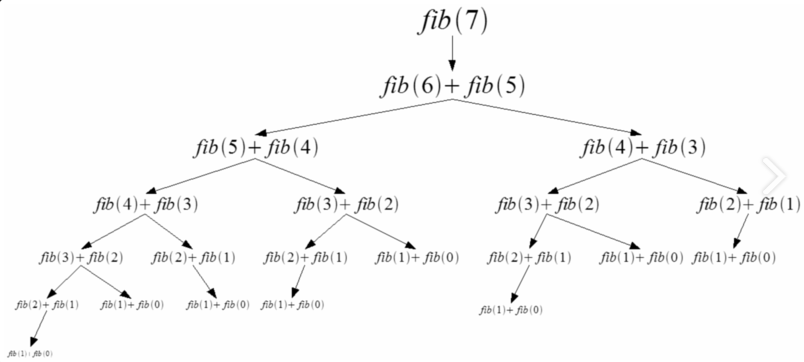 fib(7)
fib(6)+ fib(5)
fib(5)+ fib(4) fib(4)+ fib(3)
fib(4)+ fib(3) fib(3)+ fib(2) fib(3)+ fib(2) fib(2)+ fib(1)
fib(3)+ fib(2) fib(2)+ fib(1) fib(2)+ fib(1) fib(1)+ fib(0) fib(2)+ fib(1) fib(1)+ fib(0) fib(1)+ fib(0)
fib(2)+ fib(1) fib(1)+ fib(0) fib(1)+ fib(0) fib(1)+ fib(0) fib(1)+ fib(0)
fib(1)+ fib(0)